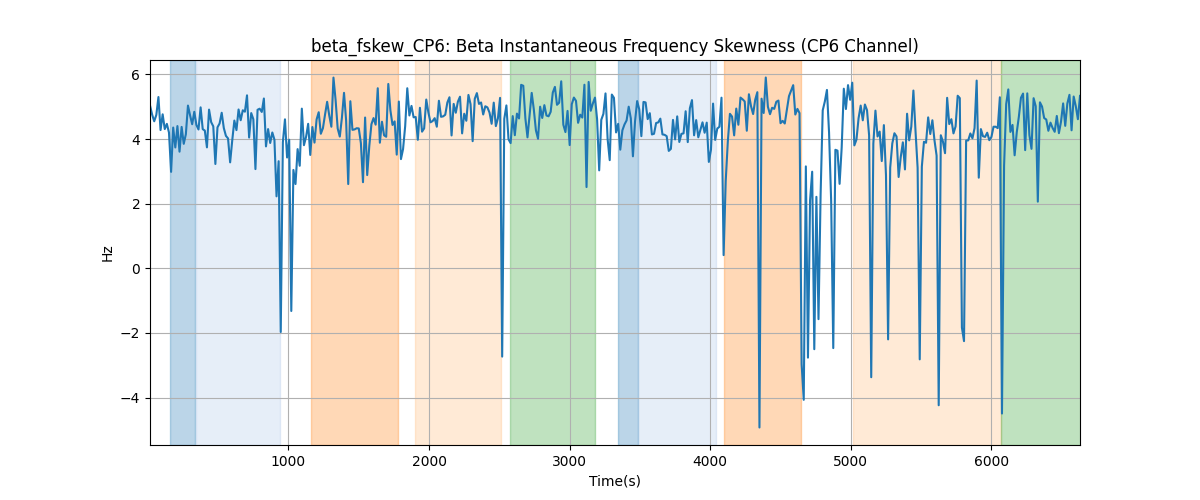 beta_fskew_CP6: Beta Instantaneous Frequency Skewness (CP6 Channel)
6
4
2
0
−2
−4
Hz
1000 2000 3000 4000 5000 6000
Time(s)